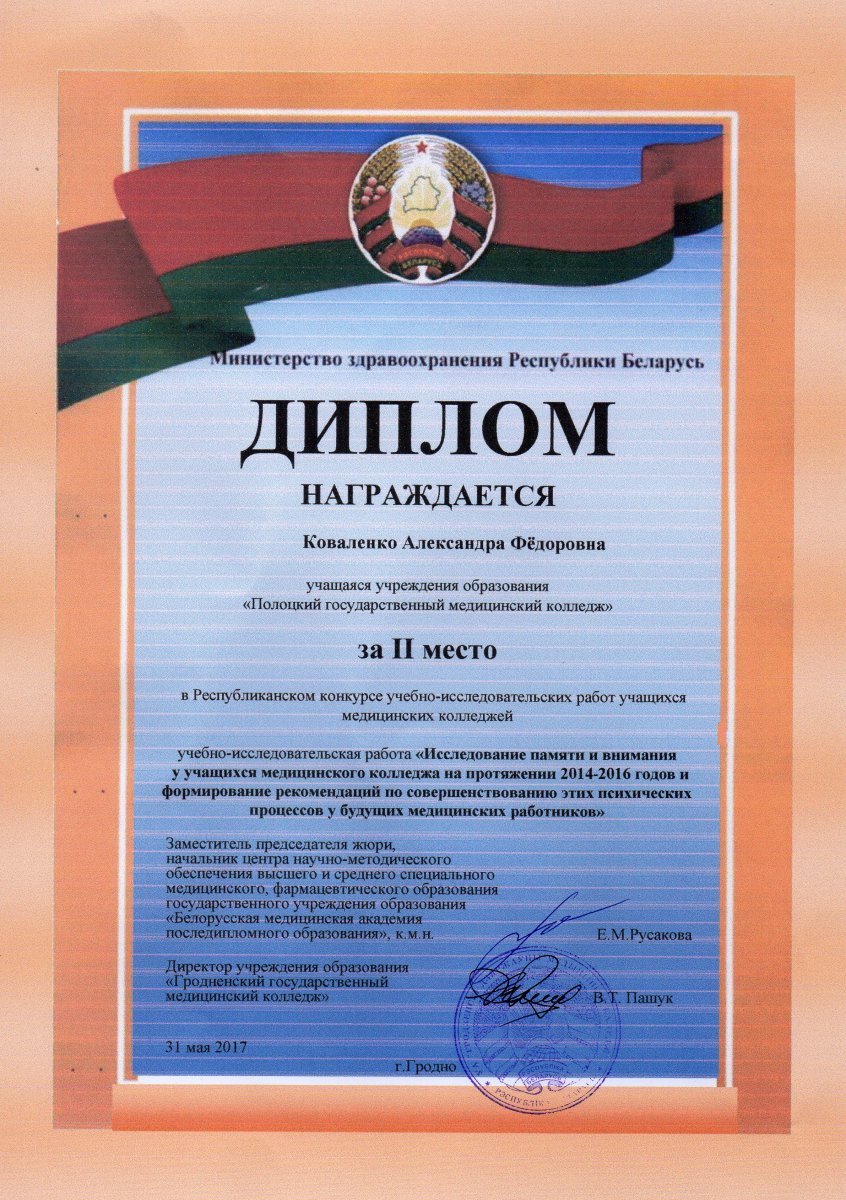 Министерство здравоохранения Республики Беларусь
ДИПЛОМ
НАГРАЖДАЕТСЯ
Коваленко Александра Фёдоровна
учащаяся учреждения образования
«Полоцкий государственный медицинский колледж»
за II место
в Республиканском конкурсе учебно-исследовательских работ учащихся
медицинских колледжей
учебно-исследовательская работа «Исследование памяти и внимания
у учащихся медицинского колледжа на протяжении 2014-2016 годов и
формирование рекомендаций по совершенствованию этих психических
процессов у будущих медицинских работников»
Заместитель председателя жюри,
начальник центра научно-методического
обеспечения высшего и среднего специального
медицинского, фармацевтического образования
государственного учреждения образования
«Белорусская медицинская академия
последипломного образования», к.м.н.
Е.М.Русакова
Директор учреждения образования
«Гродненский государственный
медицинский колледж»
В.Т. Пашук
31 мая 2017
г.Гродно